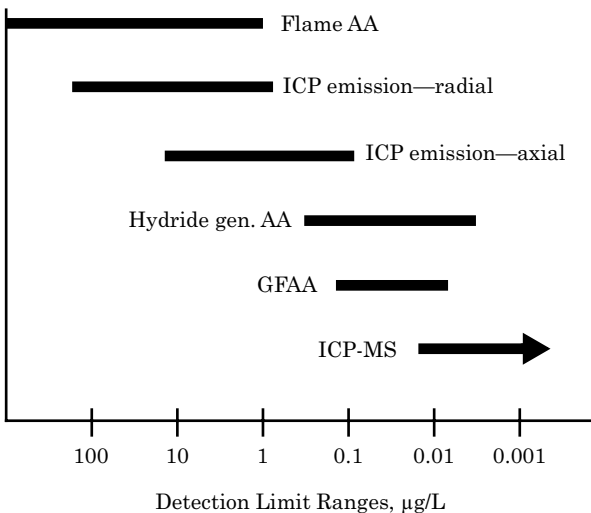 Flame AA
ICP emission—radial
ICP emission—axial
Hydride gen. AA
GFAA
ICP-MS
100 10 1 0.1 0.01 0.001
Detection Limit Ranges, µg/L